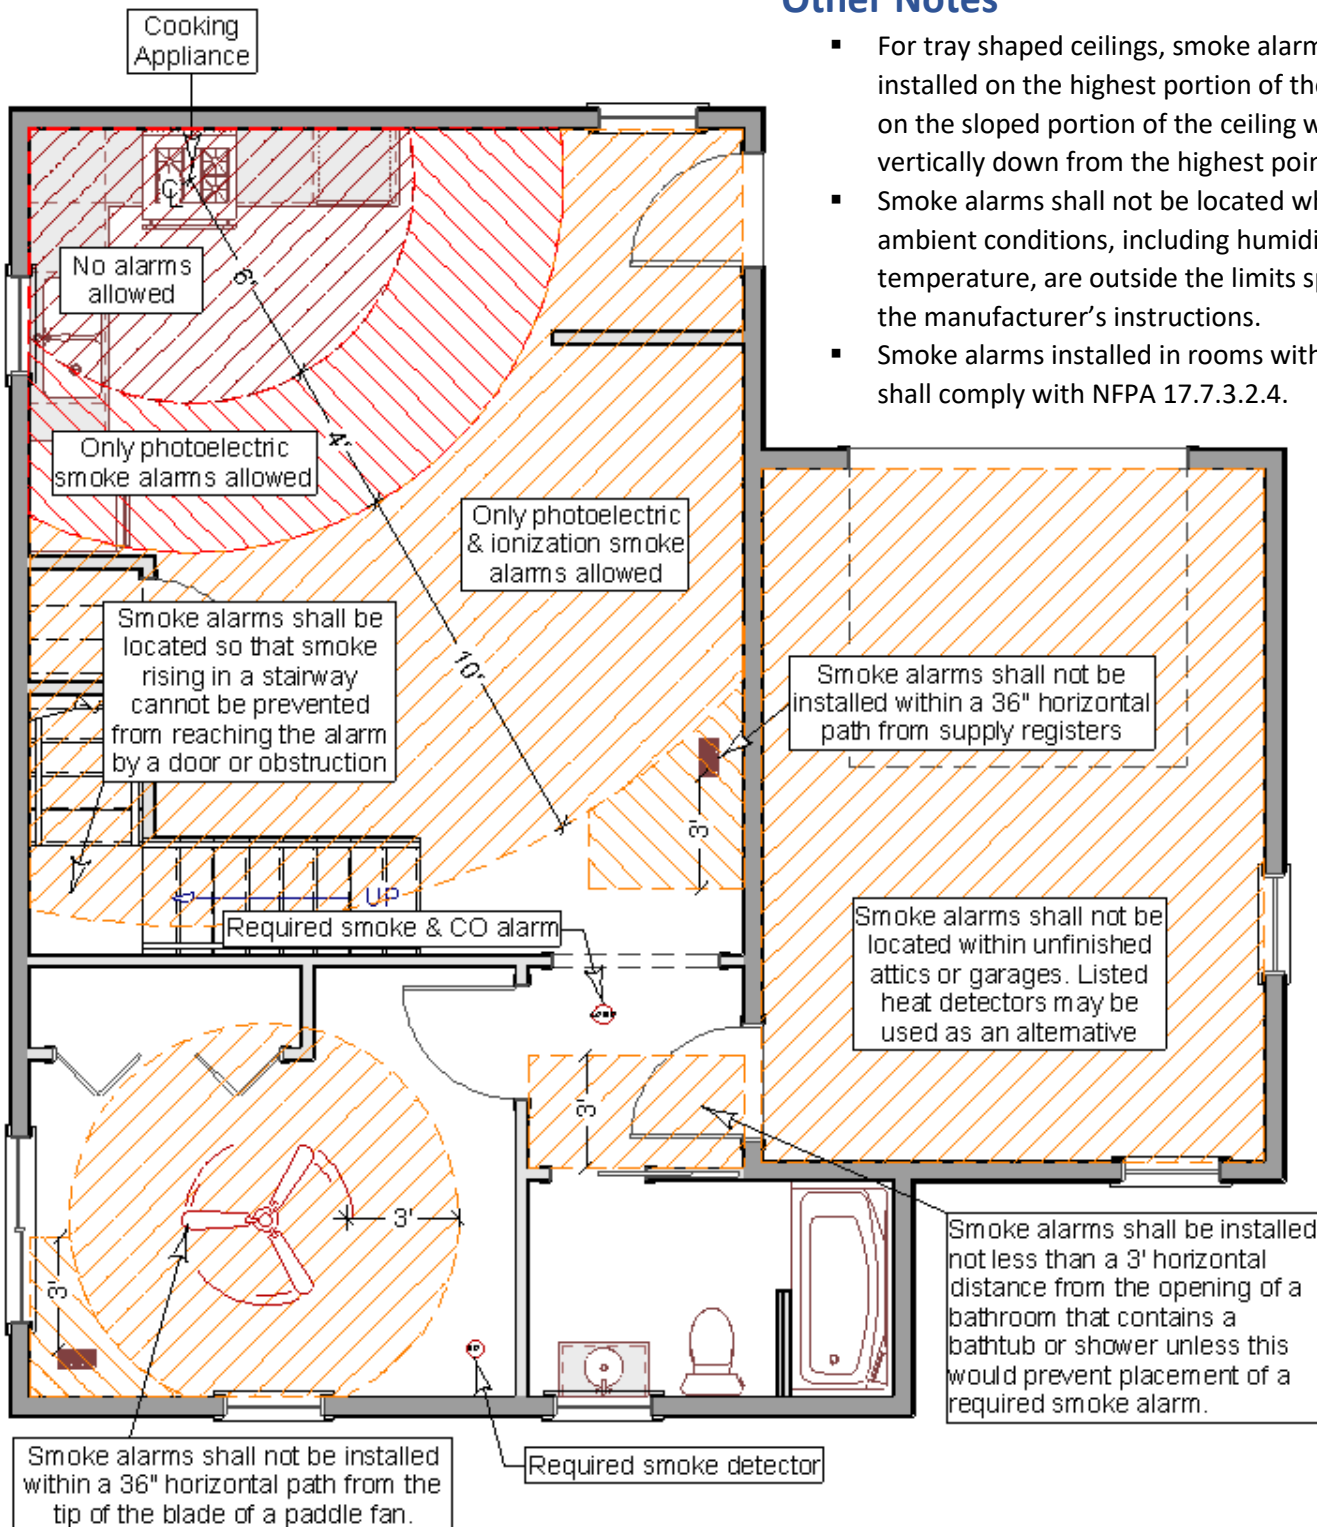 Other Notes
▪ For tray shaped ceilings, smoke alarm
installed on the highest portion of the
on the sloped portion of the ceiling w
vertically down from the highest poin
▪ Smoke alarms shall not be located wh
ambient conditions, including humidi
temperature, are outside the limits sp
the manufacturer’s instructions.
▪ Smoke alarms installed in rooms with
shall comply with NFPA 17.7.3.2.4.
Cooking
Appliance
CL
No alarms
allowed
6'
4'
10'
Only photoelectric
smoke alarms allowed
Only photoelectric
& ionization smoke
alarms allowed
Smoke alarms shall be
located so that smoke
rising in a stairway
cannot be prevented
from reaching the alarm
by a door or obstruction
Smoke alarms shall not be
installed within a 36" horizontal
path from supply registers
3'
UP
Required smoke & CO alarm
Smoke alarms shall not be
located within unfinished
attics or garages. Listed
heat detectors may be
used as an alternative
3'
3'
3'
Smoke alarms shall be installed
not less than a 3' horizontal
distance from the opening of a
bathroom that contains a
bathtub or shower unless this
would prevent placement of a
required smoke alarm.
Smoke alarms shall not be installed
within a 36" horizontal path from the
tip of the blade of a paddle fan.
Required smoke detector